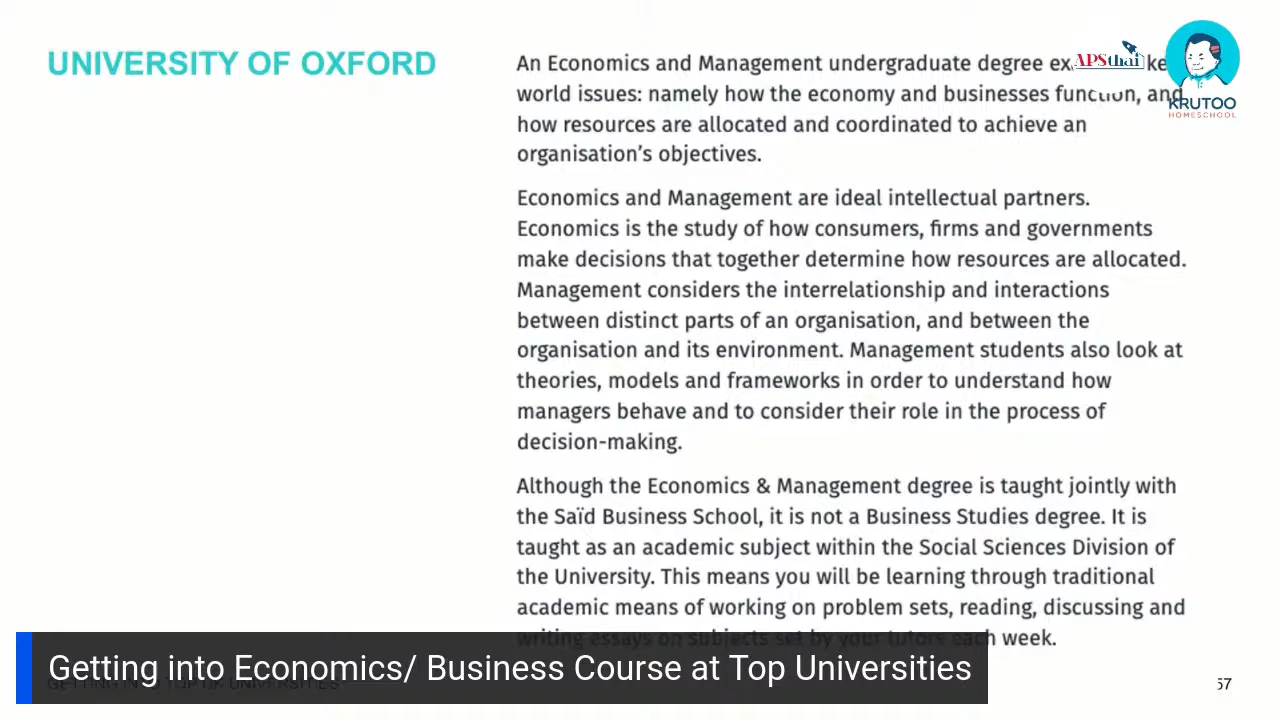 UNIVERSITY OF OXFORD
An Economics and Management undergraduate degree
world issues: namely how the economy and businesses function, and
how resources are allocated and coordinated to achieve an
organisation's objectives.
Economics and Management are ideal intellectual partners.
Economics is the study of how consumers, firms and governments
make decisions that together determine how resources are allocated.
Management considers the interrelationship and interactions
between distinct parts of an organisation, and between the
organisation and its environment. Management students also look at
theories, models and frameworks in order to understand how
managers behave and to consider their role in the process of
decision-making.
Although the Economics & Management degree is taught jointly with
the Saïd Business School, it is not a Business Studies degree. It is
taught as an academic subject within the Social Sciences Division of
the University. This means you will be learning through traditional
academic means of working on problem sets, reading, discussing and
writing essays on subjects set by your tutors each week.
APSthai
KRUTOO
HOMESCHOOL
Getting into Economics/ Business Course at Top Universities
57